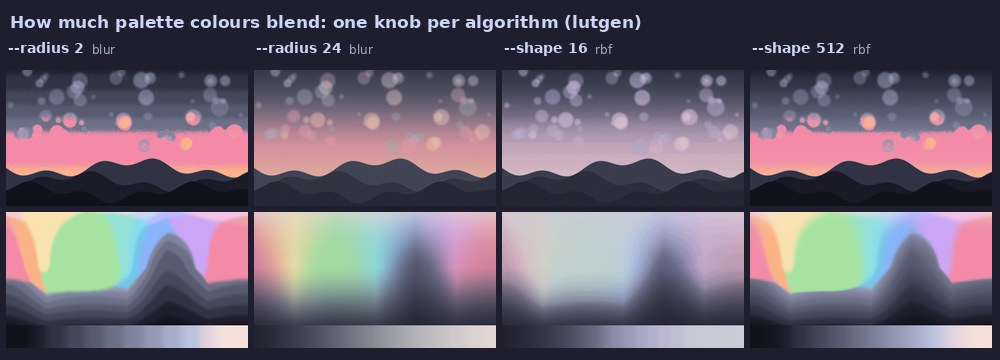 How much palette colours blend: one knob per algorithm (lutgen)
--radius 2 blur
--radius 24 blur
--shape 16 rbf
--shape 512 rbf